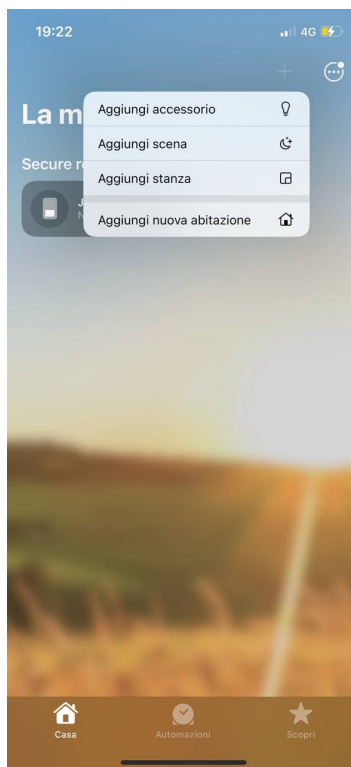 19:22
4G
La m
Aggiungi accessorio
Aggiungi scena
Secure r
Aggiungi stanza
J
N
Aggiungi nuova abitazione
Casa
Automazioni
Scopri